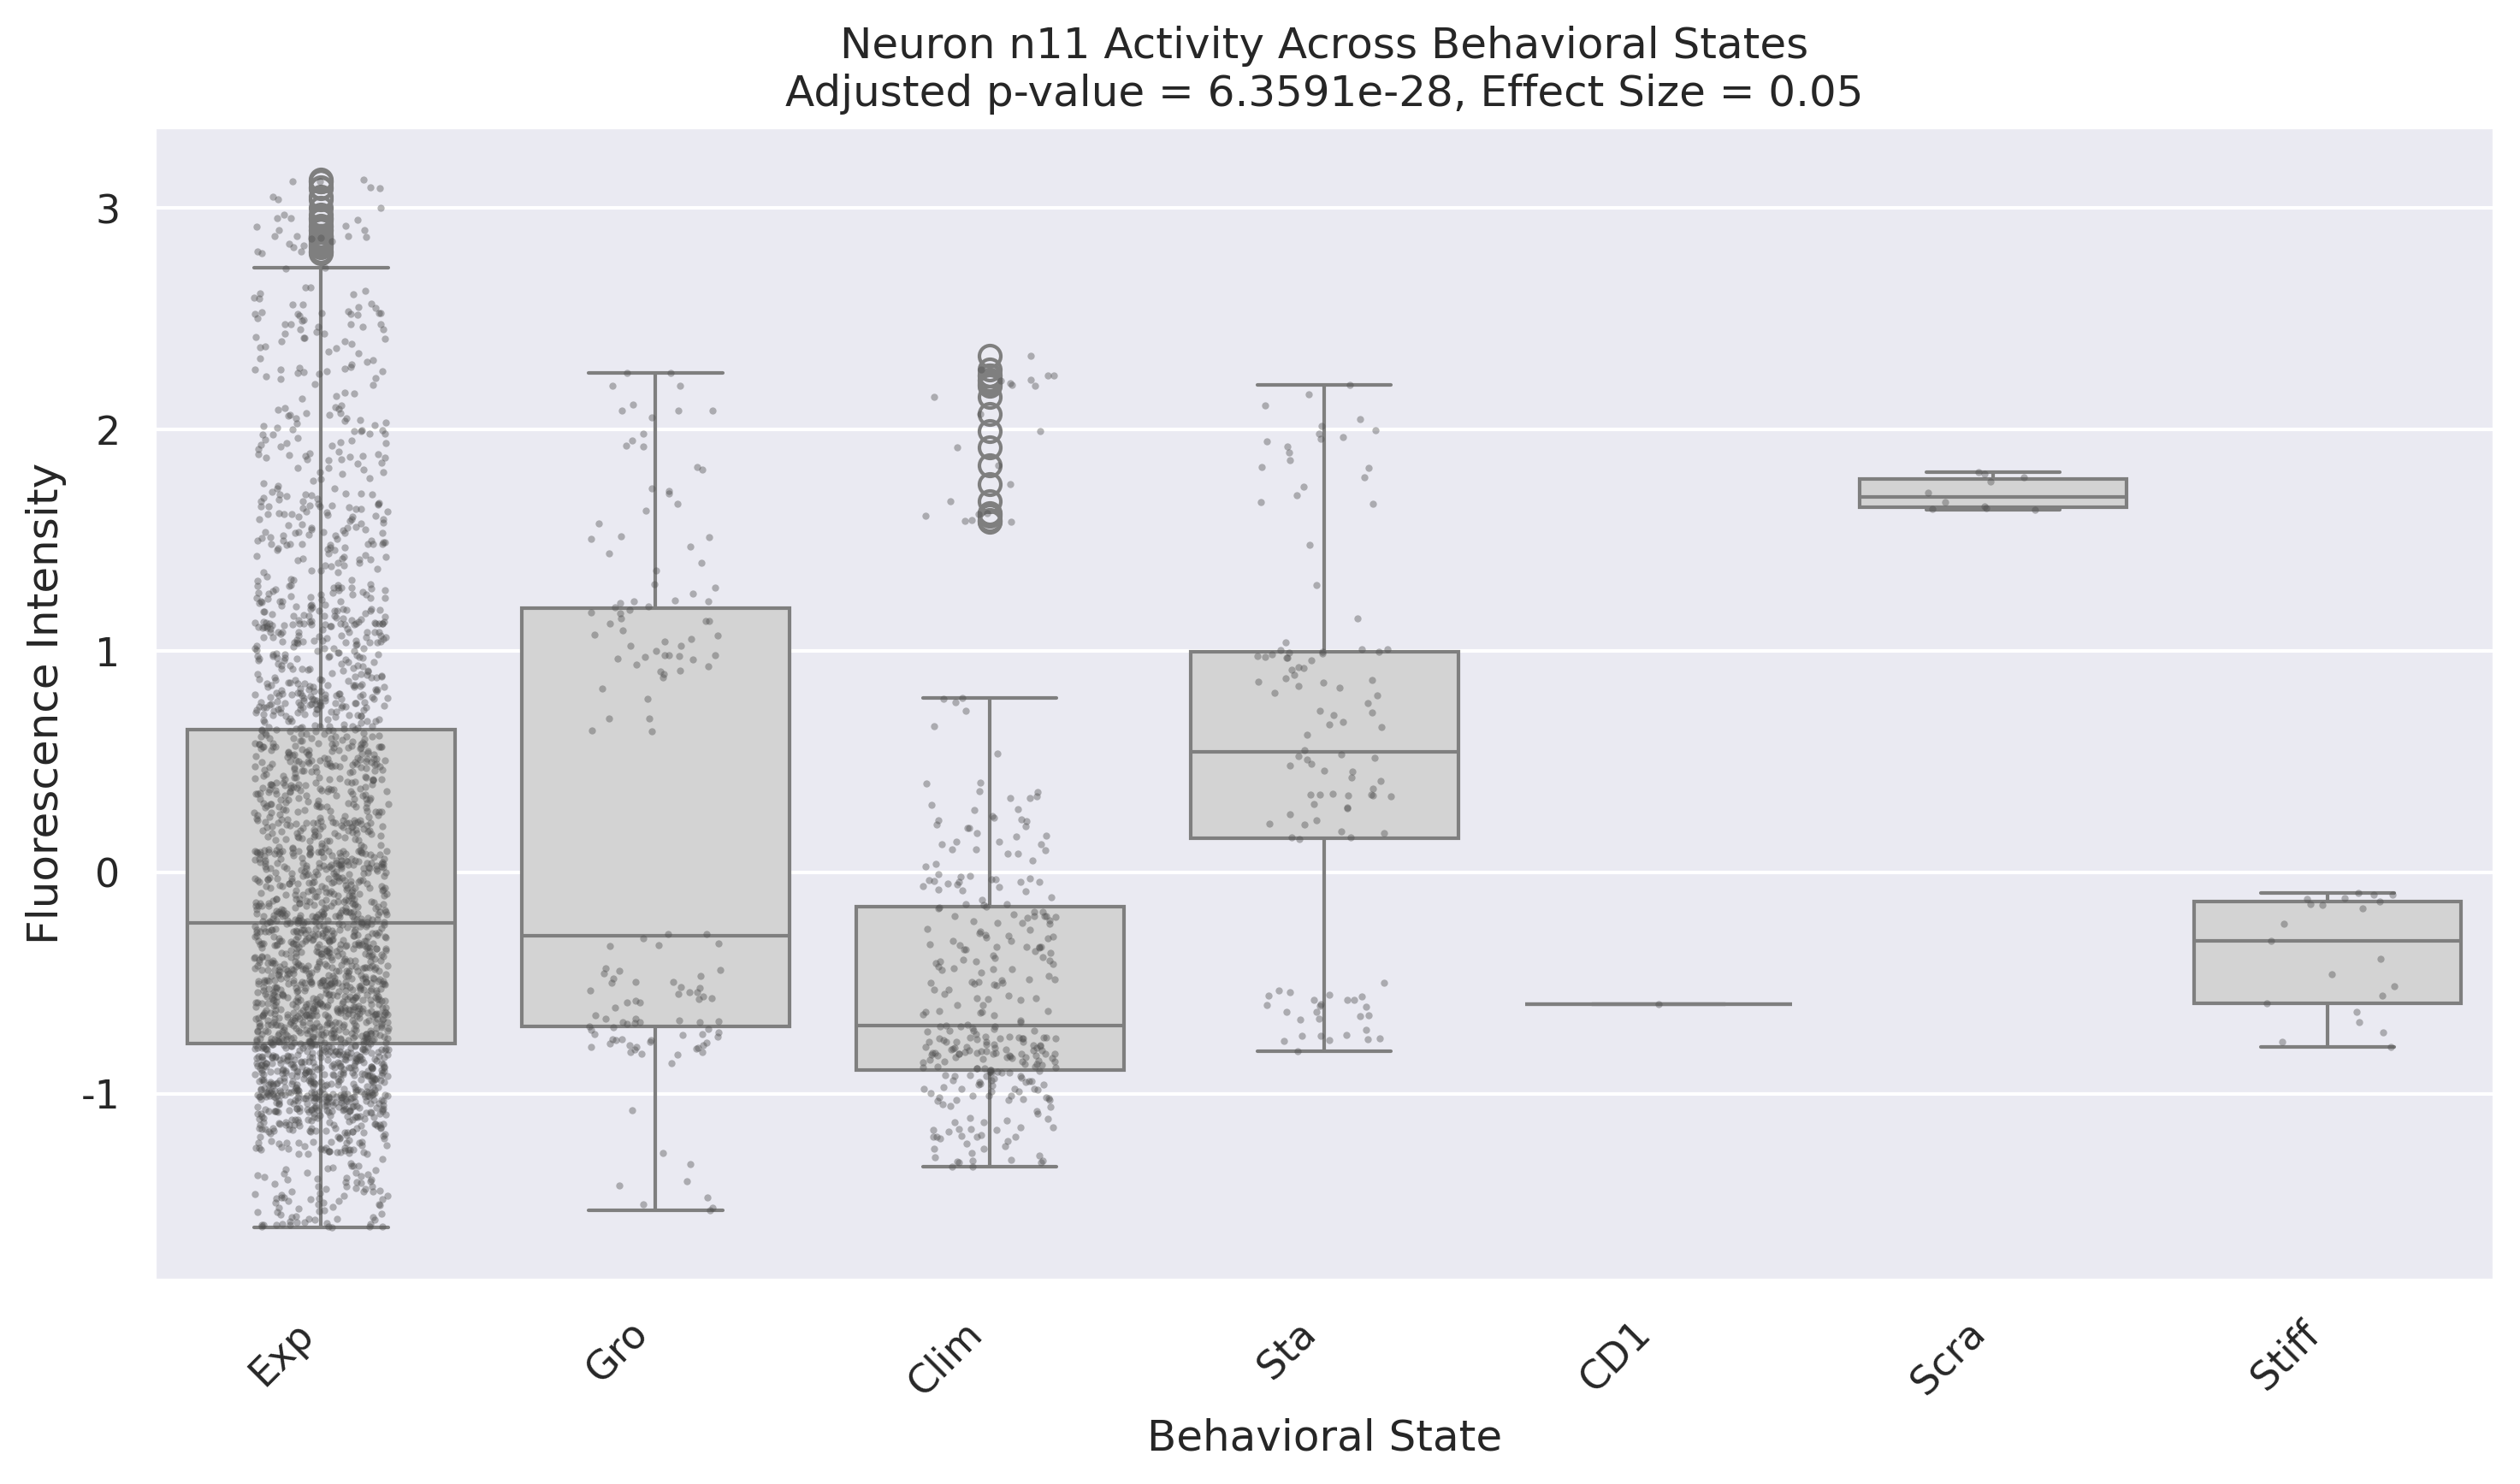 Neuron n11 Activity Across Behavioral States
Adjusted p-value = 6.3591e-28, Effect Size = 0.05
Fluorescence Intensity
3
2
1
0
-1
Exp
Gro
Clim
Sta
CD1
Scra
Stiff
Behavioral State